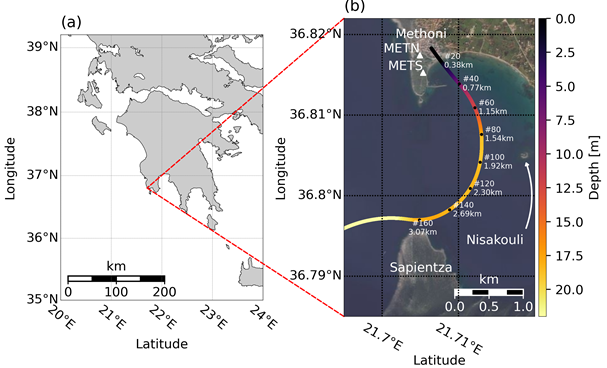 (a)
39°N
38°N
37°N
36°N
35°N
Longitude
km
0 100 200
20°E 21°E 22°E 23°E 24°E
Latitude
(b)
36.82°N
36.81°N
36.8°N
36.79°N
Longitude
Methoni
METN
METS
#20
0.38km
#40
0.77km
#60
1.15km
#80
1.54km
#100
1.92km
#120
2.30km
#140
2.69km
#160
3.07km
Nisakouli
Sapientza
km
0.0 0.5 1.0
21.7°E 21.71°E
Latitude
0.0
2.5
5.0
7.5
10.0
12.5
15.0
17.5
20.0
Depth [m]